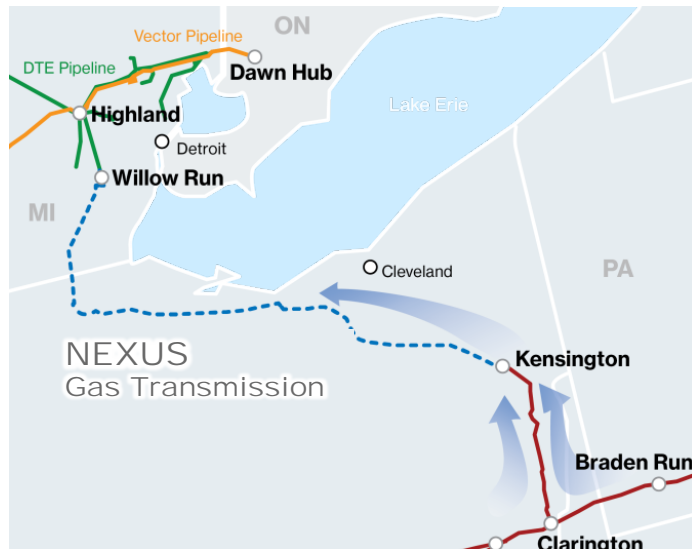 ON
Vector Pipeline
DTE Pipeline
Dawn Hub
Lake Erie
Highland
Detroit
Willow Run
MI
Cleveland
PA
NEXUS
Gas Transmission
Kensington
Braden Run
Clarington